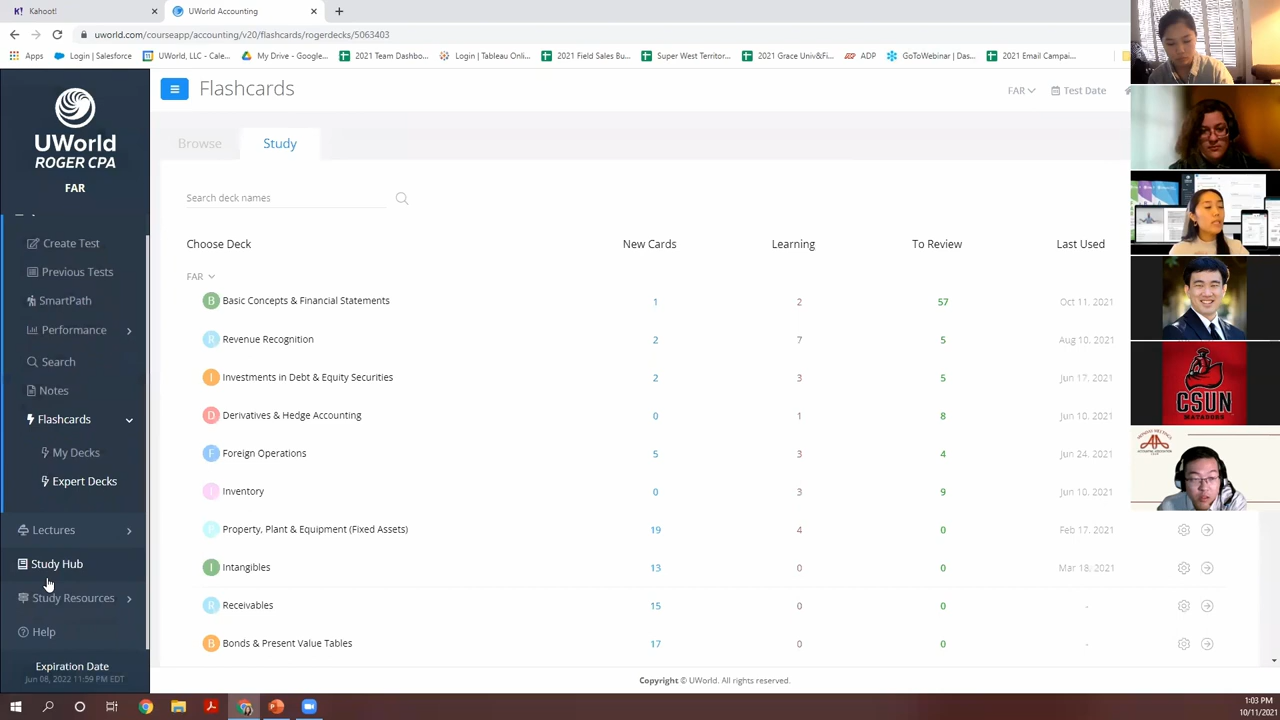 Kahoot!
UWorld Accounting
uworld.com/courseapp/accounting/v20/flashcards/rogerdecks/5063403
Apps
Login | Salesforce
UWorld, LLC - Cale...
My Drive - Google...
2021 Team Dashbo...
Login | Tableau...
2021 Field Sales Bu...
Super West Territor...
2021 Fire Univ&Fi...
ADP
GoToWebinar | Das...
2021 Email Campai...
UWorld
ROGER CPA
FAR
Create Test
Previous Tests
SmartPath
Performance
Search
Notes
Flashcards
My Decks
Expert Decks
Lectures
Study Hub
Study Resources
Help
Expiration Date
Jun 08, 2022 11:59 PM EDT
Flashcards
FAR
Test Date
Browse
Study
Search deck names
Choose Deck New Cards Learning To Review Last Used
FAR
B Basic Concepts & Financial Statements 1 2 57 Oct 11, 2021
R Revenue Recognition 2 7 5 Aug 10, 2021
I Investments in Debt & Equity Securities 2 3 5 Jun 17, 2021
D Derivatives & Hedge Accounting 0 1 8 Jun 10, 2021
F Foreign Operations 5 3 4 Jun 24, 2021
I Inventory 0 3 9 Jun 10, 2021
P Property, Plant & Equipment (Fixed Assets) 19 4 0 Feb 17, 2021
I Intangibles 13 0 0 Mar 18, 2021
R Receivables 15 0 0 -
B Bonds & Present Value Tables 17 0 0 -
Copyright © UWorld. All rights reserved.
CSUN
MATADORS
1:03 PM
10/11/2021